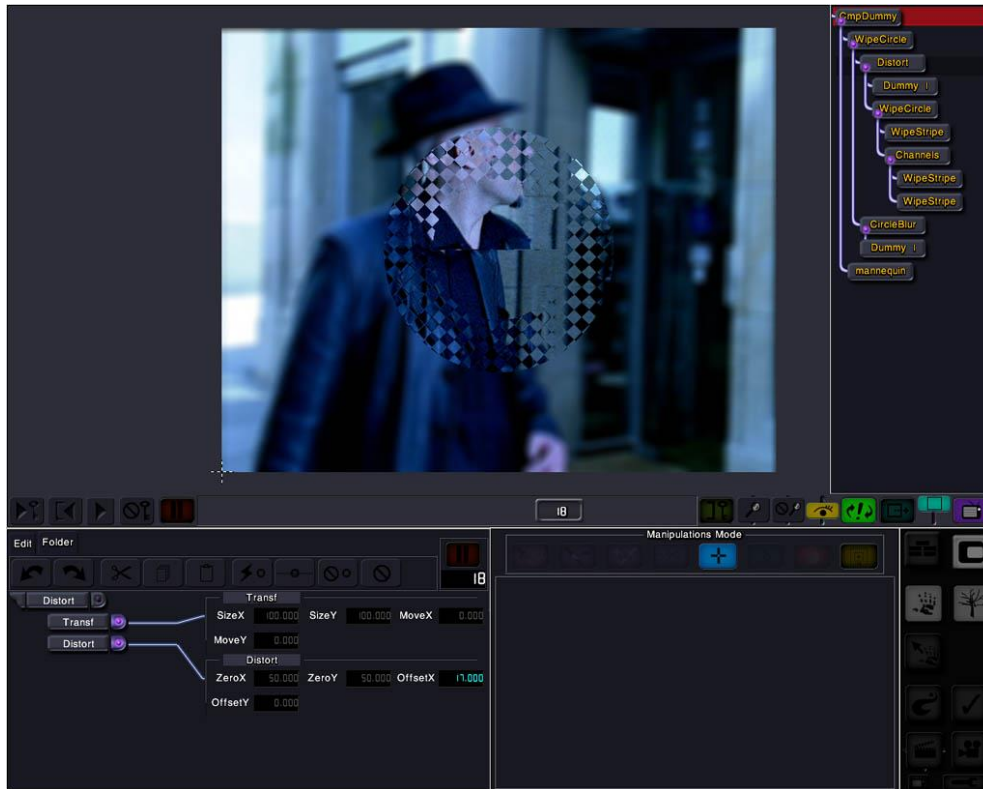 CmpDummy
WipeCircle
Distort
Dummy 1
WipeCircle
WipeStripe
Channels
WipeStripe
WipeStripe
CircleBlur
Dummy 1
mannequin
18
Edit Folder
Manipulations Mode
18
Distort
Transf
Distort
Transf
SizeX 100.000 SizeY 100.000 MoveX 0.000
MoveY 0.000
Distort
ZeroX 50.000 ZeroY 50.000 OffsetX 17.000
OffsetY 0.000